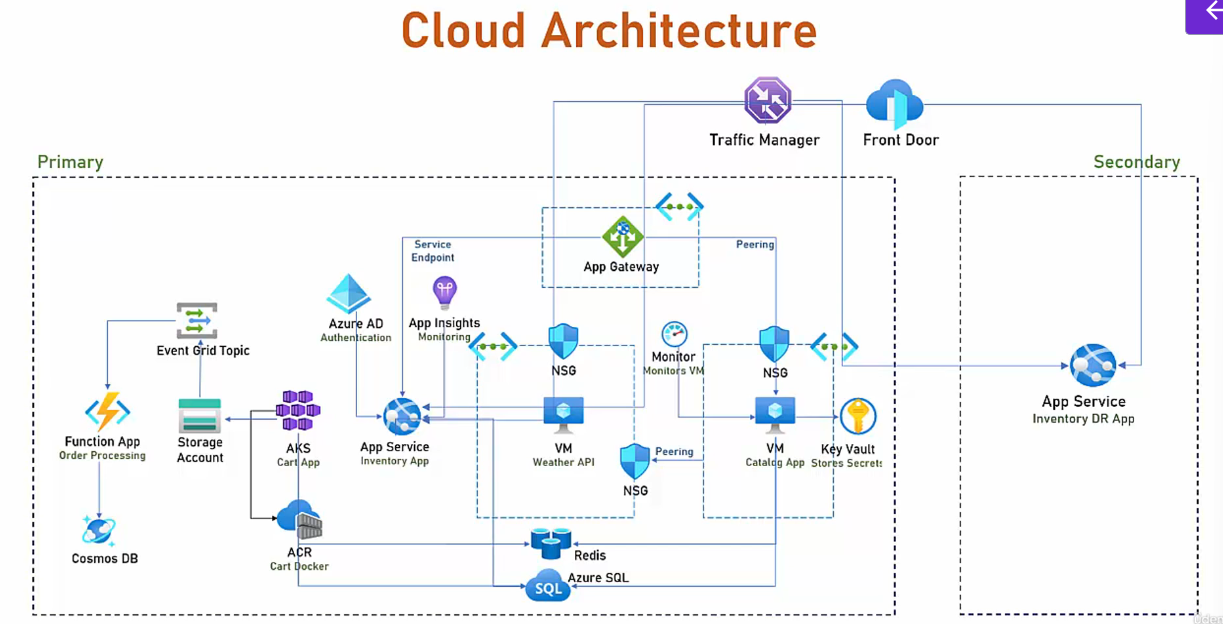 Cloud Architecture
Traffic Manager
Front Door
Primary
Secondary
Service
Endpoint
Peering
App Gateway
Azure AD
Authentication
App Insights
Monitoring
Event Grid Topic
NSG
Monitor
Monitors VM
NSG
App Service
Inventory DR App
Function App
Order Processing
Storage
Account
AKS
Cart App
App Service
Inventory App
VM
Weather API
Peering
NSG
VM
Catalog App
Key Vault
Stores Secrets
Cosmos DB
ACR
Cart Docker
Redis
Azure SQL
SQL